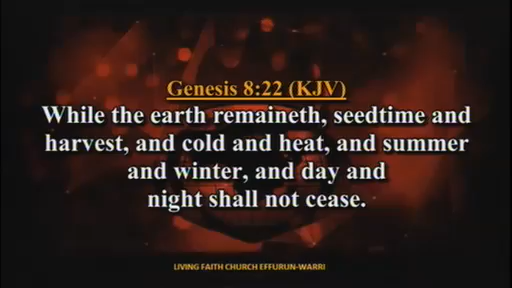 Genesis 8:22 (KJV)
While the earth remaineth, seedtime and
harvest, and cold and heat, and summer
and winter, and day and
night shall not cease.
LIVING FAITH CHURCH EFFURUN-WARRI